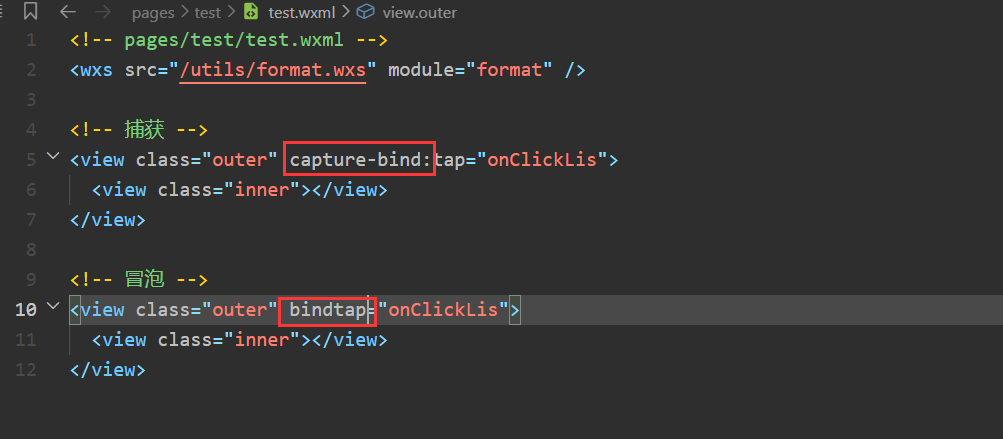 pages > test > test.wxml > view.outer
1 <!-- pages/test/test.wxml -->
2 <wxs src="/utils/format.wxs" module="format" />
3
4 <!-- 捕获 -->
5 <view class="outer" capture-bind:tap="onClickLis">
6 <view class="inner"></view>
7 </view>
8
9 <!-- 冒泡 -->
10 <view class="outer" bindtap="onClickLis">
11 <view class="inner"></view>
12 </view>